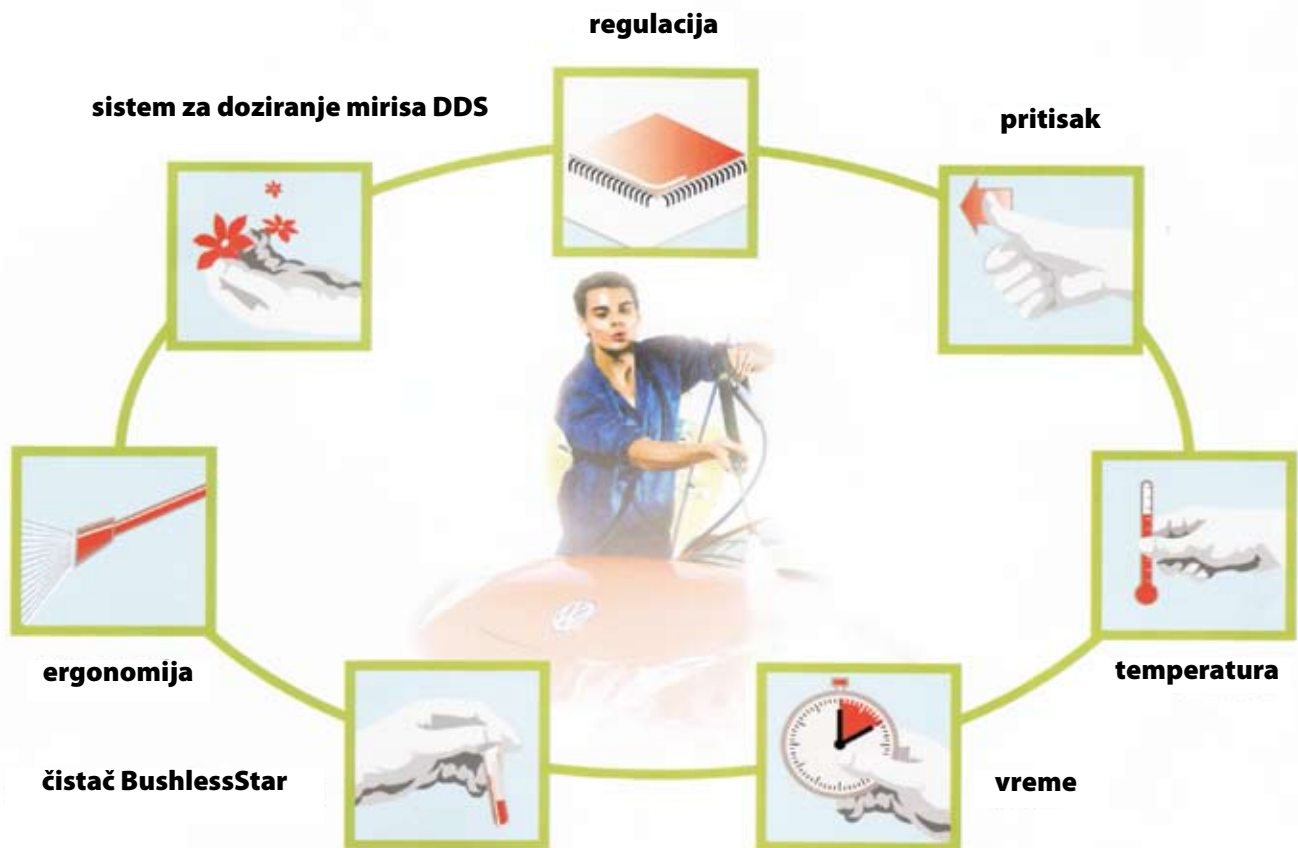 regulacija
sistem za doziranje mirisa DDS
pritisak
ergonomija
temperatura
čistač BushlessStar
vreme